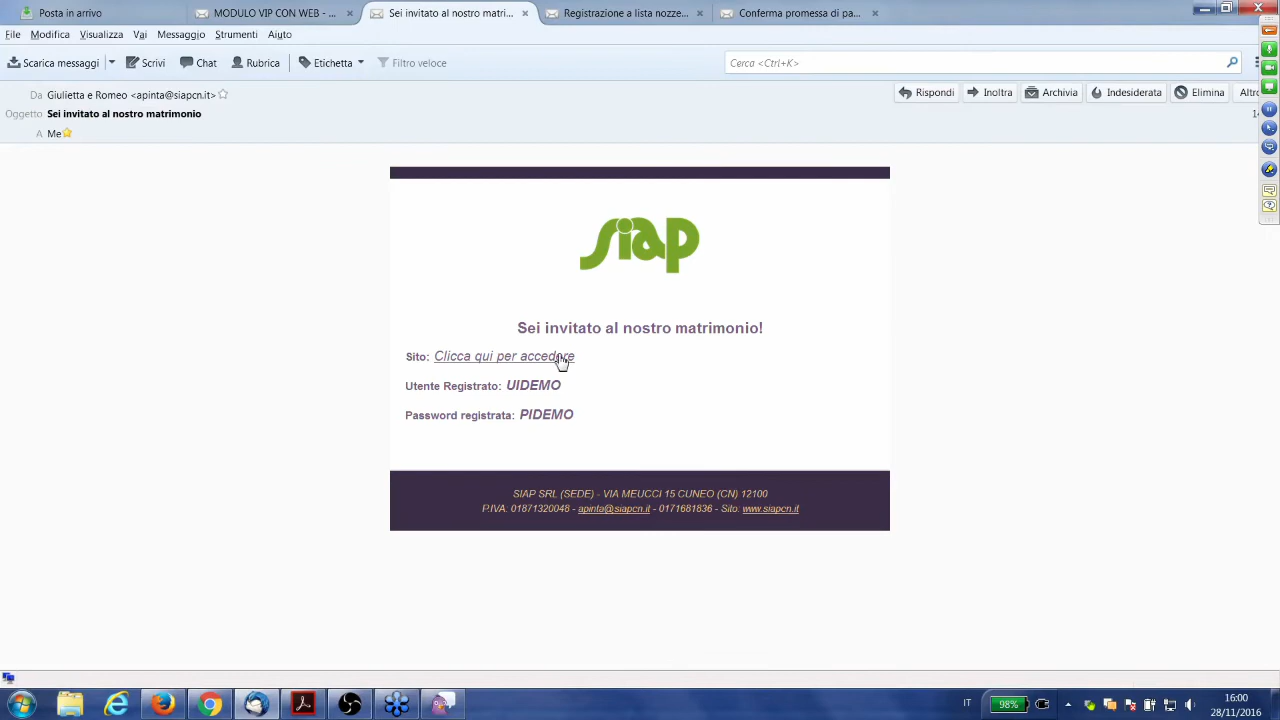 Posta in arrivo
MODULO VIP CON WEB - ...
Sei invitato al nostro matri...
Registrazione a lista nozze...
Conferma promessa di pa...
File Modifica Visualizza Vai Messaggio Strumenti Aiuto
Scarica messaggi Scrivi Chat Rubrica Etichetta Filtro veloce Cerca <Ctrl+K>
Da Giulietta e Romeo <apinta@siapcn.it> Rispondi Inoltra Archivia Indesiderata Elimina Altro
Oggetto Sei invitato al nostro matrimonio
A Me
siap
Sei invitato al nostro matrimonio!
Sito: Clicca qui per accedere
Utente Registrato: UIDEMO
Password registrata: PIDEMO
SIAP SRL (SEDE) - VIA MEUCCI 15 CUNEO (CN) 12100
P.IVA. 01871320048 - apinta@siapcn.it - 0171681836 - Sito: www.siapcn.it
IT 98% 16:00
28/11/2016